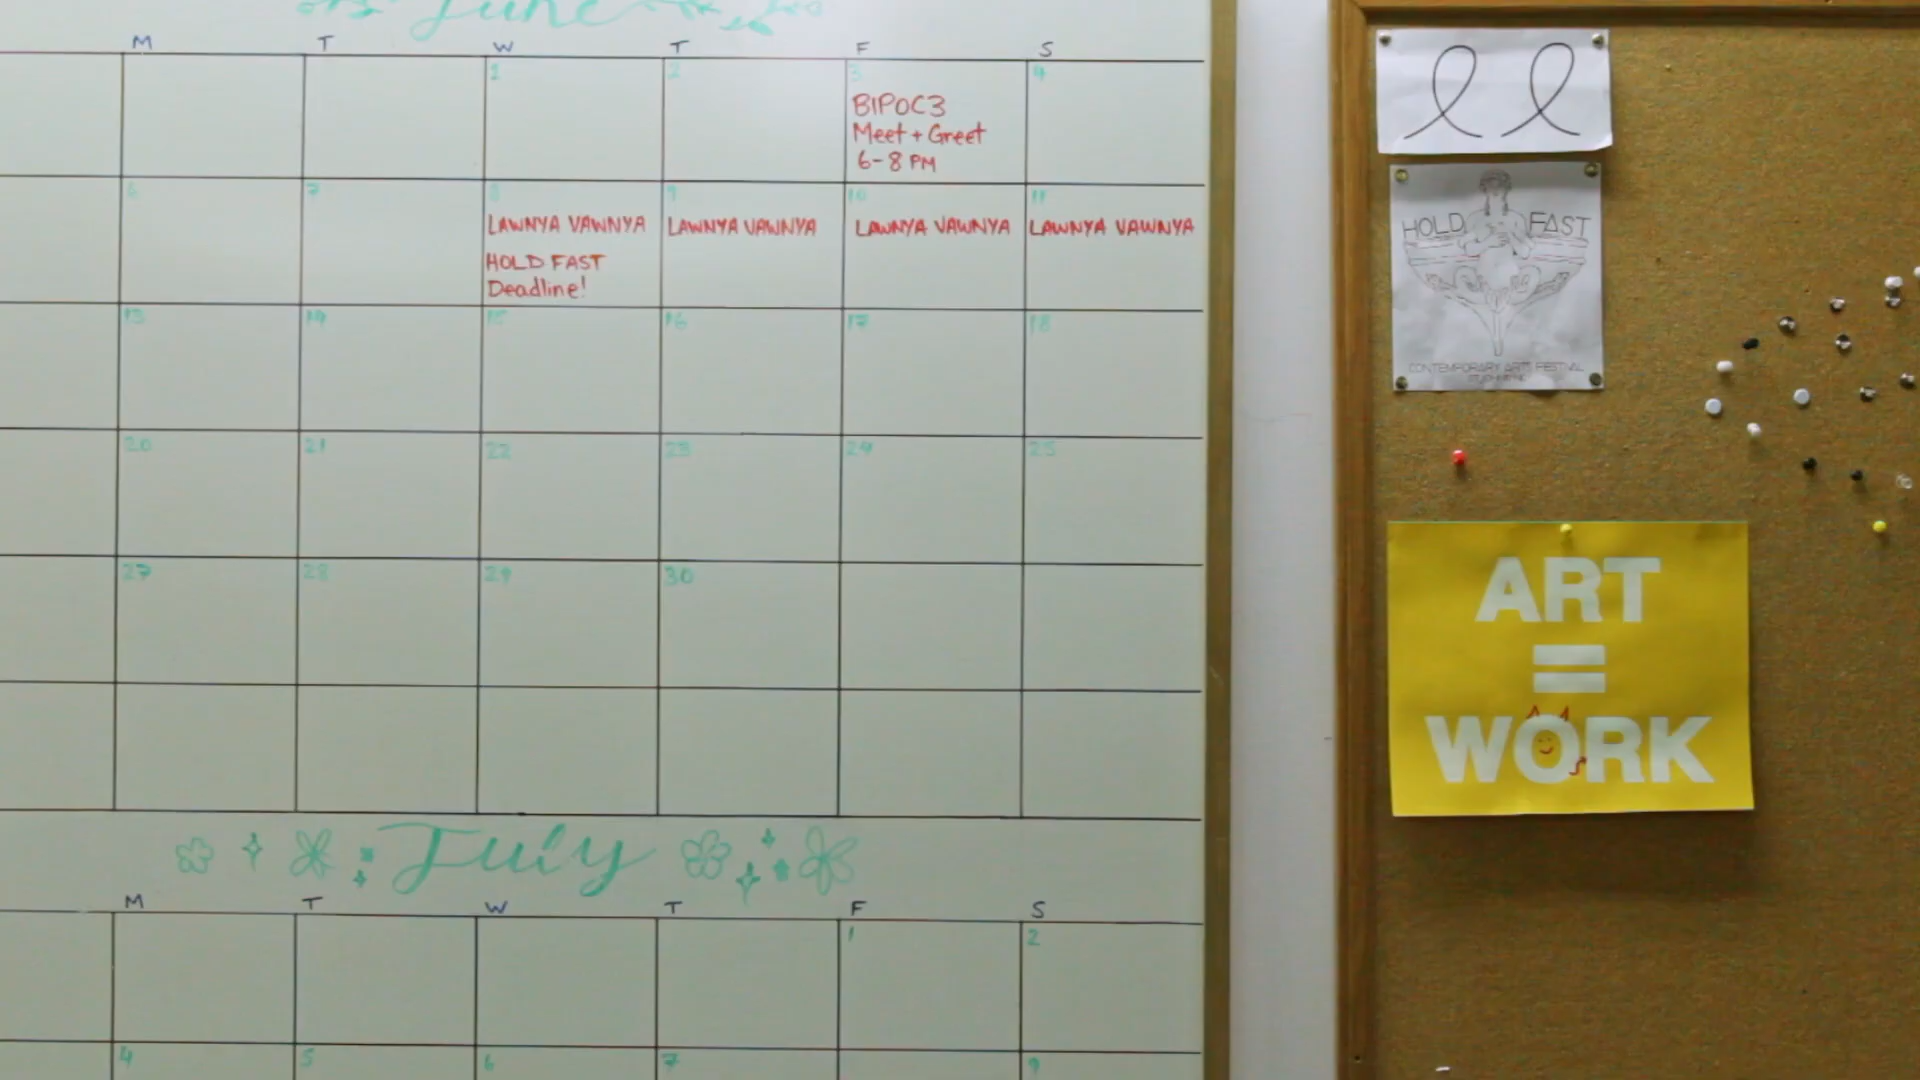 June
M T W T F S
1 2 3 4
BIPOC3
Meet + Greet
6-8 PM
6 7 8 9 10 11
LAWNYA VAWNYA LAWNYA VAWNYA LAWNYA VAWNYA LAWNYA VAWNYA
HOLD FAST
Deadline!
13 14 15 16 17 18
20 21 22 23 24 25
27 28 29 30
July
M T W T F S
1 2
4 5 6 7 9
HOLD FAST
CONTEMPORARY ARTS FESTIVAL
ART
=
WORK